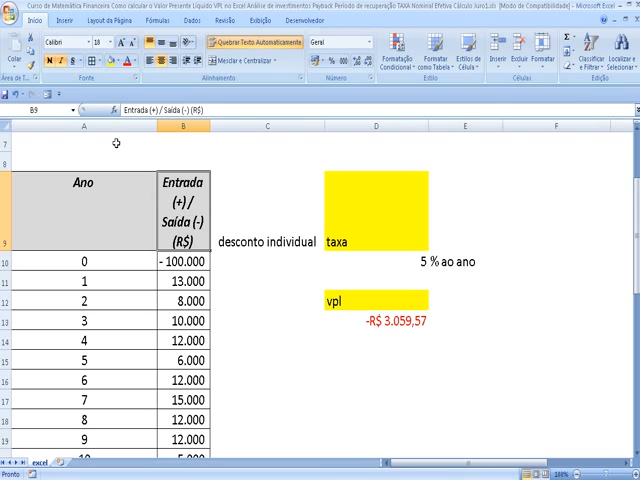 Curso de Matemática Financeira Como calcular o Valor Presente Líquido VPL no Excel Análise de investimentos Payback Período de recuperação TAXA Nominal Efetiva Cálculo Juro1.xls [Modo de Compatibilidade] - Microsoft Excel
Início Insert Layout da Página Fórmulas Dados Revisão Exibição Desenvolvedor
Calibri 18 Quebrar Texto Automaticamente Geral
Colar Mesclar e Centralizar Formatação Condicional Formatar como Tabela Estilos de Célula Inserir Excluir Formatar Classificar e Filtrar Localizar e Selecionar
Área de T... Fonte Alinhamento Número Estilo Células Edição
B9 fx Entrada (+) / Saída (-) (R$)
A B C D E F
7
8
Ano Entrada
(+) /
Saída (-)
9 (R$) desconto individual taxa
10 0 - 100.000 5 % ao ano
11 1 13.000
12 2 8.000 vpl
13 3 10.000 -R$ 3.059,57
14 4 12.000
15 5 6.000
16 6 12.000
17 7 15.000
18 8 12.000
19 9 12.000
10 5.000
excel
Pronto 100%